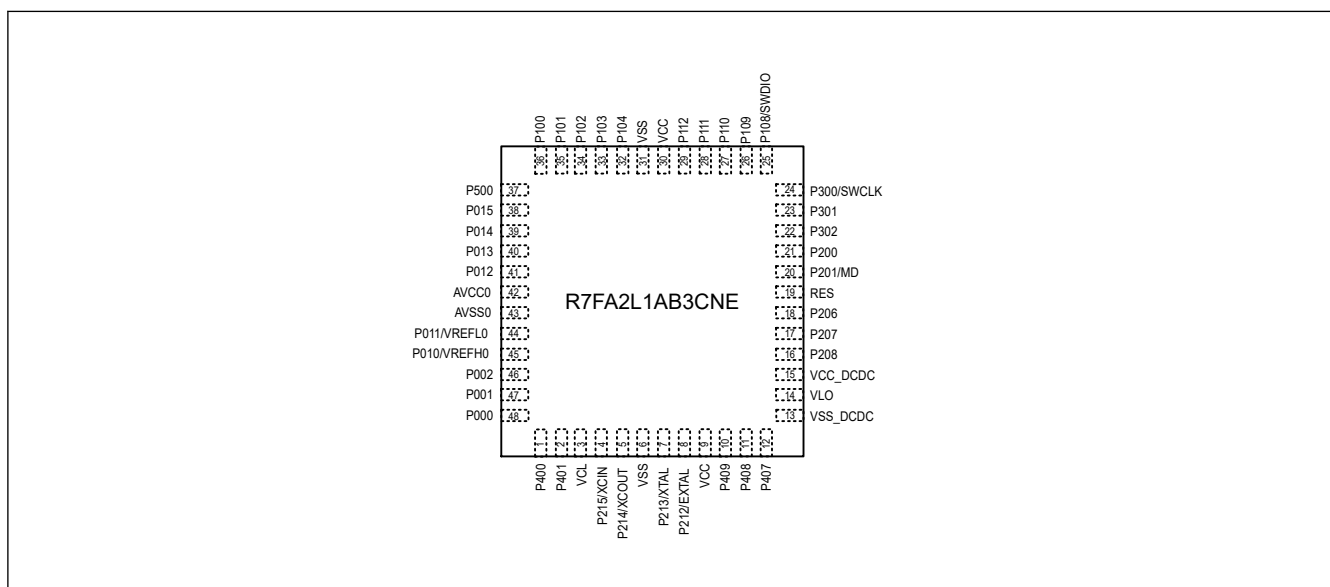 P100
P101
P102
P103
P104
VSS
VCC
P112
P111
P110
P109
P108/SWDIO
36
35
34
33
32
31
30
29
28
27
26
25
P500 37
P015 38
P014 39
P013 40
P012 41
AVCC0 42
AVSS0 43
P011/VREFL0 44
P010/VREFH0 45
P002 46
P001 47
P000 48
R7FA2L1AB3CNE
24 P300/SWCLK
23 P301
22 P302
21 P200
20 P201/MD
19 RES
18 P206
17 P207
16 P208
15 VCC_DCDC
14 VLO
13 VSS_DCDC
1
2
3
4
5
6
7
8
9
10
11
12
P400
P401
VCL
P215/XCIN
P214/XCOUT
VSS
P213/XTAL
P212/EXTAL
VCC
P409
P408
P407